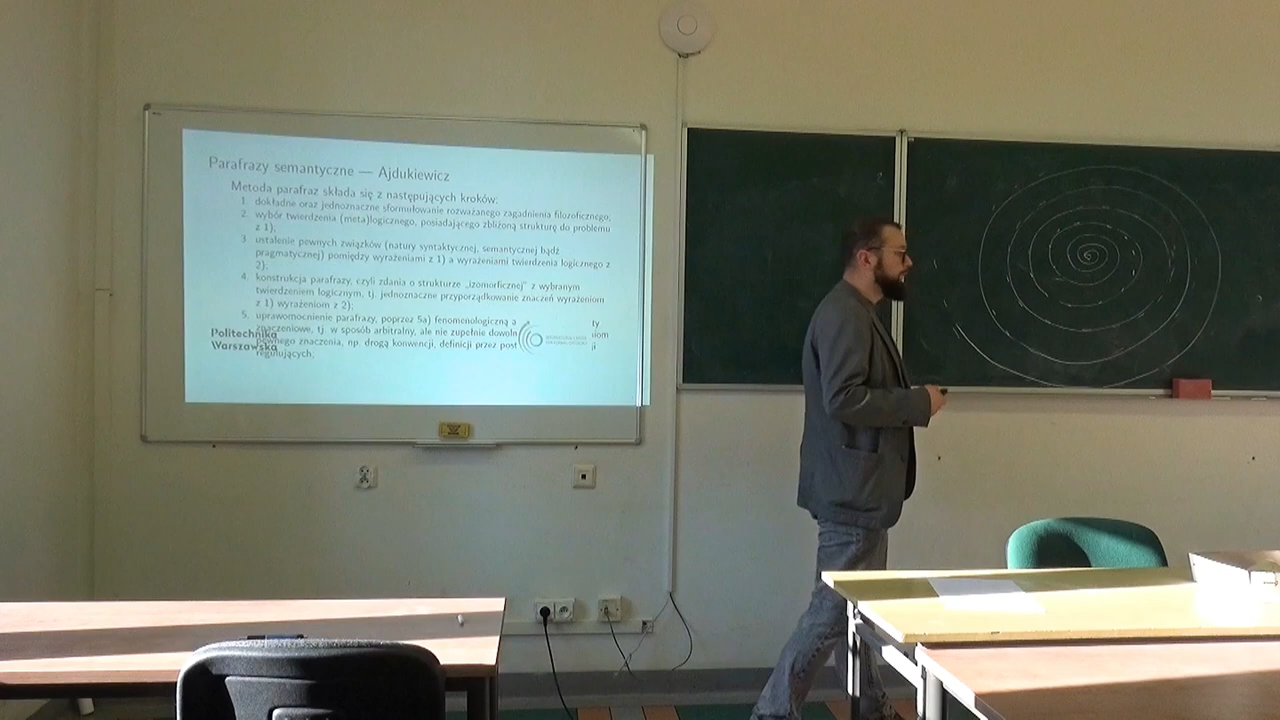 Parafrazy semantyczne — Ajdukiewicz
Metoda parafraz składa się z następujących kroków:
1. dokładne oraz jednoznaczne sformułowanie rozważanego zagadnienia filozoficznego;
2. wybór twierdzenia (meta)logicznego, posiadającego zbliżoną strukturę do problemu
z 1);
3. ustalenie pewnych związków (natury syntaktycznej, semantycznej bądź
pragmatycznej) pomiędzy wyrażeniami z 1) a wyrażeniami twierdzenia logicznego z
2);
4. konstrukcja parafrazy, czyli zdania o strukturze „izomorficznej" z wybranym
twierdzeniem logicznym, tj. jednoznaczne przyporządkowanie znaczeń wyrażeniom
z 1) wyrażeniom z 2);
5. uprawomocnienie parafrazy, poprzez 5a) fenomenologiczną a ty
znaczeniowe, tj. w sposób arbitralny, ale nie zupełnie dowoln iom
pewnego znaczenia, np. drogą konwencji, definicji przez post ji
regulujących;
Politechnika
Warszawska